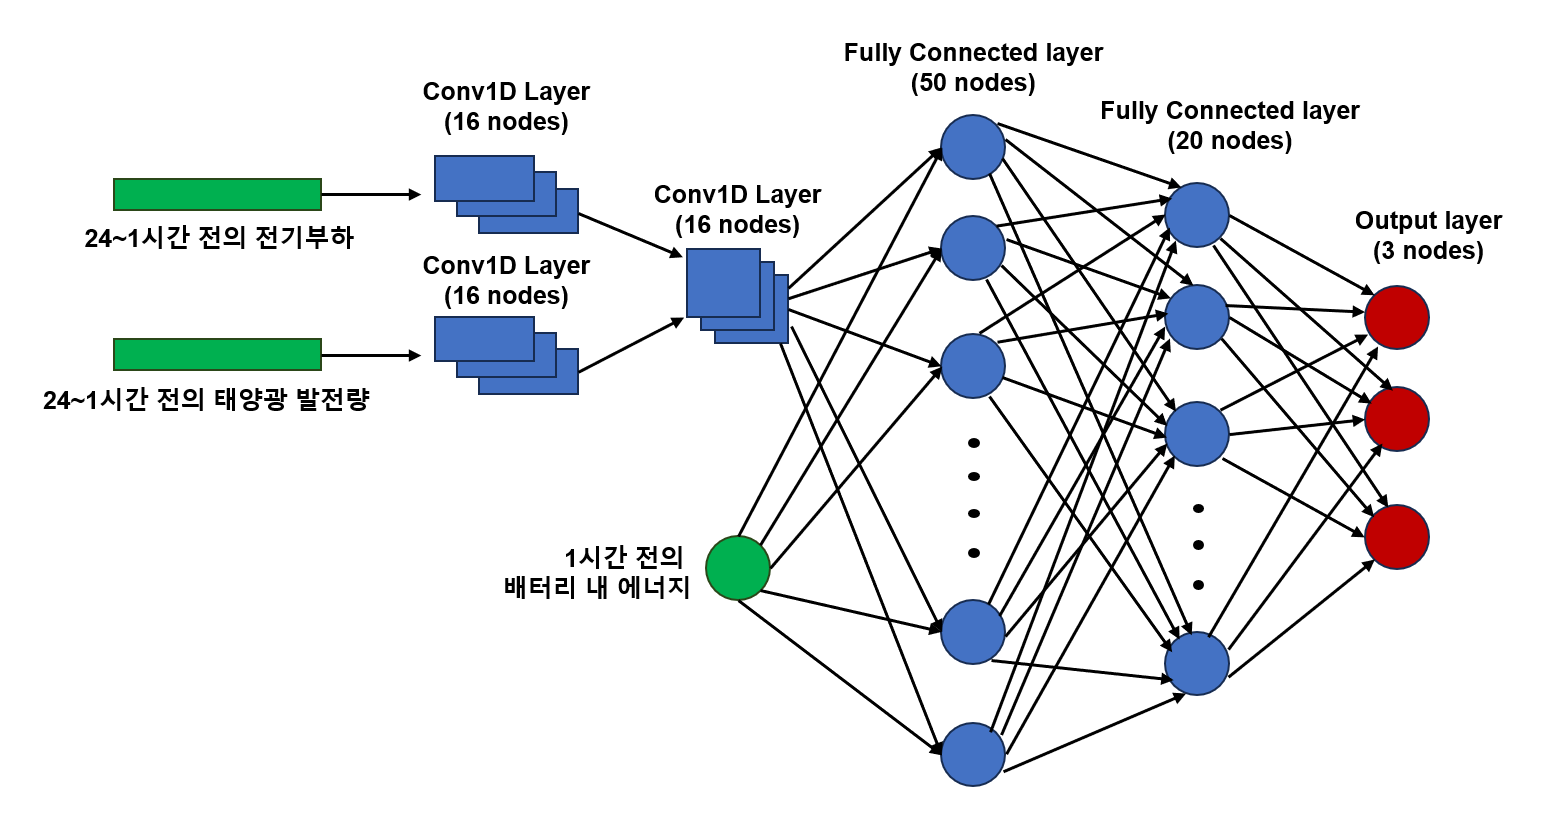 Fully Connected layer
(50 nodes)
Conv1D Layer
(16 nodes)
Fully Connected layer
(20 nodes)
Conv1D Layer
(16 nodes)
Output layer
(3 nodes)
24~1시간 전의 전기부하
Conv1D Layer
(16 nodes)
24~1시간 전의 태양광 발전량
1시간 전의
배터리 내 에너지